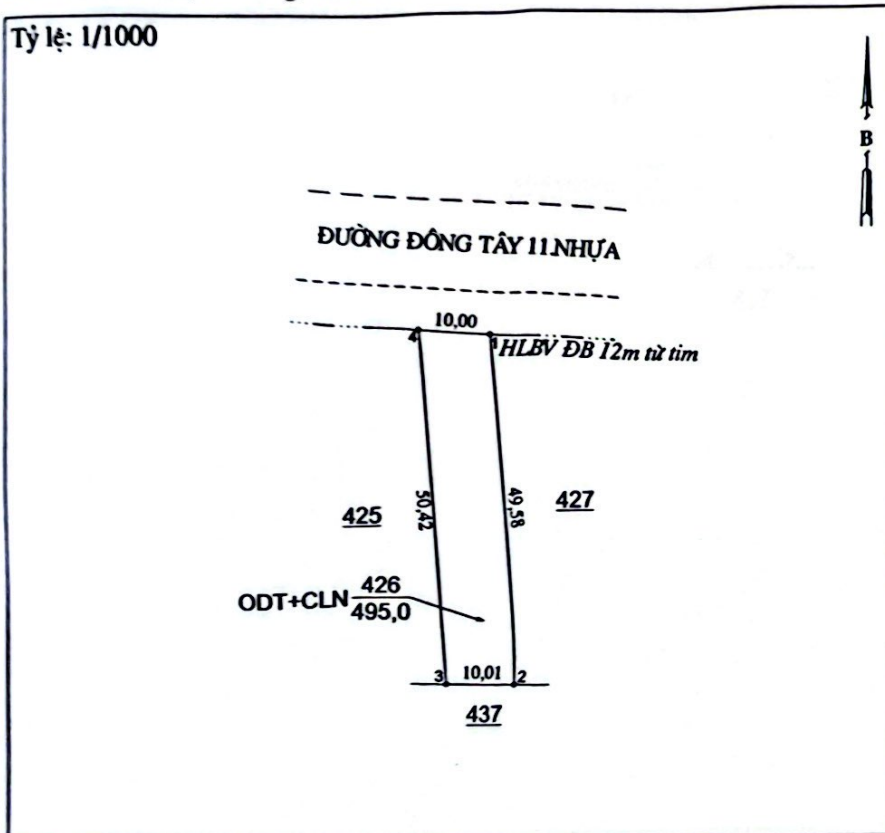 Tỷ lệ: 1/1000
B
ĐƯỜNG ĐÔNG TÂY 11.NHỰA
10,00
4
1
HLBV ĐB 12m từ tim
50,42
49,58
425
427
ODT+CLN 426
495,0
3
10,01
2
437